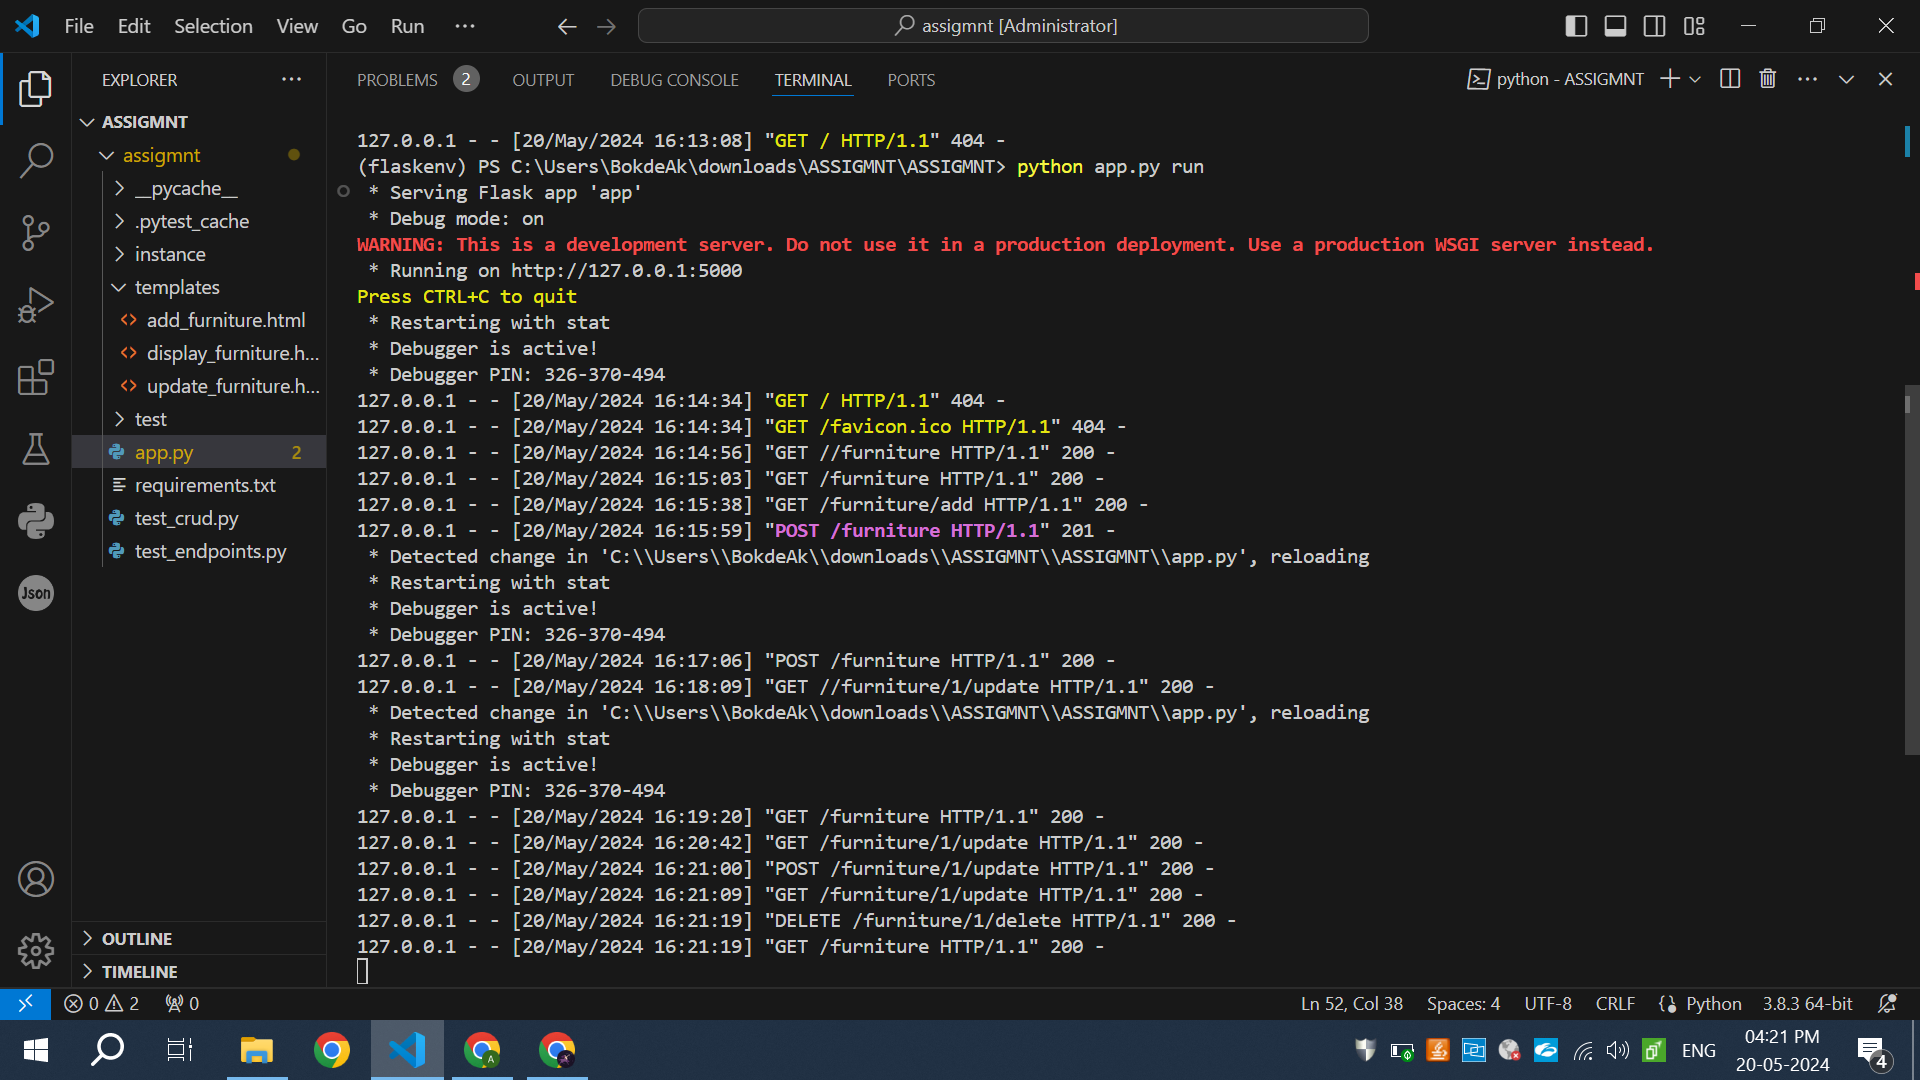 File Edit Selection View Go Run ···
assigmnt [Administrator]
EXPLORER ···
ASSIGMNT
assigmnt
__pycache__
.pytest_cache
instance
templates
add_furniture.html
display_furniture.h...
update_furniture.h...
test
app.py 2
requirements.txt
test_crud.py
test_endpoints.py
Json
OUTLINE
TIMELINE
PROBLEMS 2 OUTPUT DEBUG CONSOLE TERMINAL PORTS
python - ASSIGMNT
127.0.0.1 - - [20/May/2024 16:13:08] "GET / HTTP/1.1" 404 -
(flaskenv) PS C:\Users\BokdeAk\downloads\ASSIGMNT\ASSIGMNT> python app.py run
 * Serving Flask app 'app'
 * Debug mode: on
WARNING: This is a development server. Do not use it in a production deployment. Use a production WSGI server instead.
 * Running on http://127.0.0.1:5000
Press CTRL+C to quit
 * Restarting with stat
 * Debugger is active!
 * Debugger PIN: 326-370-494
127.0.0.1 - - [20/May/2024 16:14:34] "GET / HTTP/1.1" 404 -
127.0.0.1 - - [20/May/2024 16:14:34] "GET /favicon.ico HTTP/1.1" 404 -
127.0.0.1 - - [20/May/2024 16:14:56] "GET //furniture HTTP/1.1" 200 -
127.0.0.1 - - [20/May/2024 16:15:03] "GET /furniture HTTP/1.1" 200 -
127.0.0.1 - - [20/May/2024 16:15:38] "GET /furniture/add HTTP/1.1" 200 -
127.0.0.1 - - [20/May/2024 16:15:59] "POST /furniture HTTP/1.1" 201 -
 * Detected change in 'C:\\Users\\BokdeAk\\downloads\\ASSIGMNT\\ASSIGMNT\\app.py', reloading
 * Restarting with stat
 * Debugger is active!
 * Debugger PIN: 326-370-494
127.0.0.1 - - [20/May/2024 16:17:06] "POST /furniture HTTP/1.1" 200 -
127.0.0.1 - - [20/May/2024 16:18:09] "GET //furniture/1/update HTTP/1.1" 200 -
 * Detected change in 'C:\\Users\\BokdeAk\\downloads\\ASSIGMNT\\ASSIGMNT\\app.py', reloading
 * Restarting with stat
 * Debugger is active!
 * Debugger PIN: 326-370-494
127.0.0.1 - - [20/May/2024 16:19:20] "GET /furniture HTTP/1.1" 200 -
127.0.0.1 - - [20/May/2024 16:20:42] "GET /furniture/1/update HTTP/1.1" 200 -
127.0.0.1 - - [20/May/2024 16:21:00] "POST /furniture/1/update HTTP/1.1" 200 -
127.0.0.1 - - [20/May/2024 16:21:09] "GET /furniture/1/update HTTP/1.1" 200 -
127.0.0.1 - - [20/May/2024 16:21:19] "DELETE /furniture/1/delete HTTP/1.1" 200 -
127.0.0.1 - - [20/May/2024 16:21:19] "GET /furniture HTTP/1.1" 200 -
0 2 0
Ln 52, Col 38 Spaces: 4 UTF-8 CRLF Python 3.8.3 64-bit
A
ENG
04:21 PM
20-05-2024
4